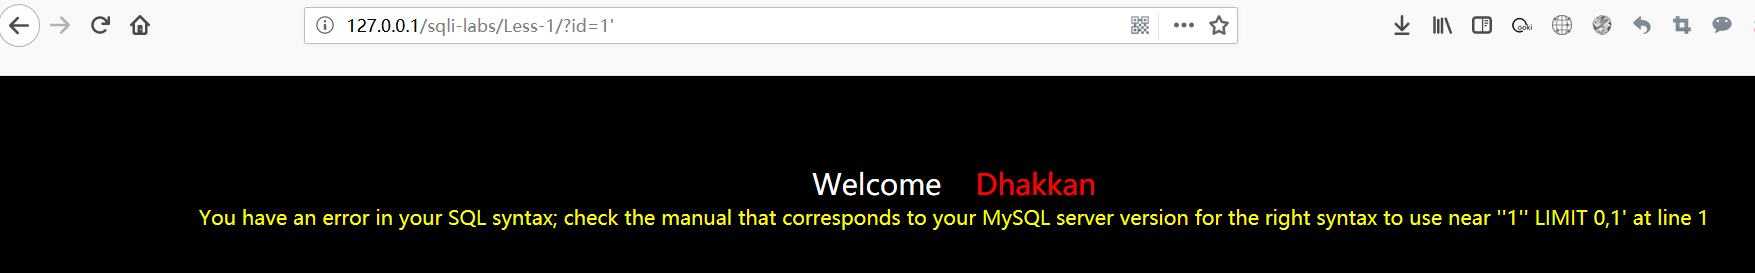 127.0.0.1/sqli-labs/Less-1/?id=1'
Welcome Dhakkan
You have an error in your SQL syntax; check the manual that corresponds to your MySQL server version for the right syntax to use near ''1'' LIMIT 0,1' at line 1